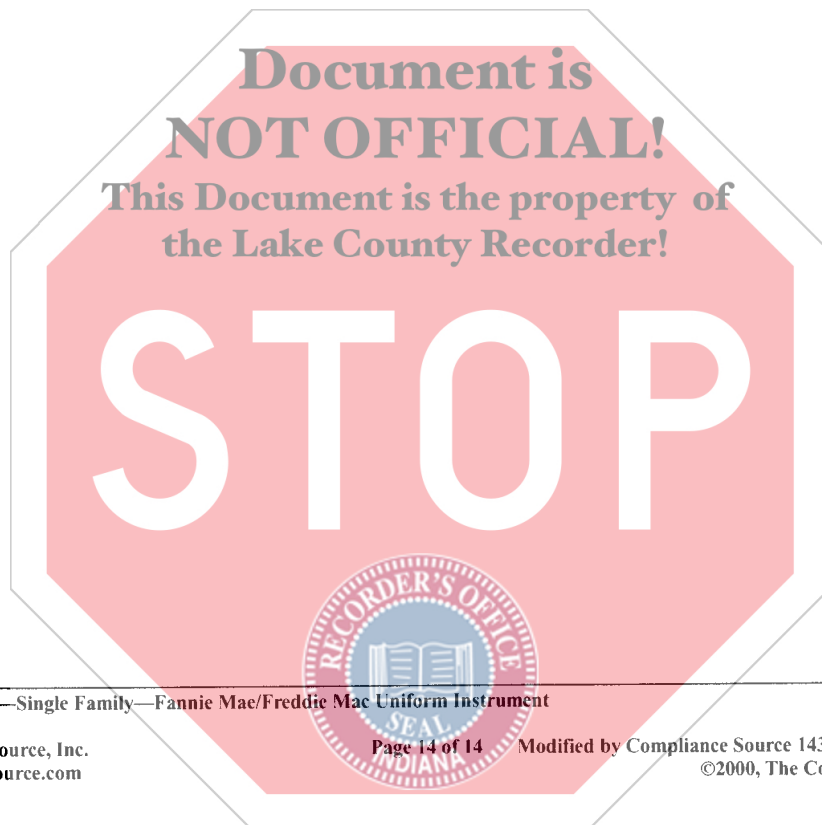 Document is
NOT OFFICIAL!
This Document is the property of
the Lake County Recorder!
STOP
RECORDER'S OFFICE
SEAL
INDIANA
—Single Family—Fannie Mae/Freddie Mac Uniform Instrument
ource, Inc.
Page 14 of 14
Modified by Compliance Source 143
urce.com
©2000, The Co